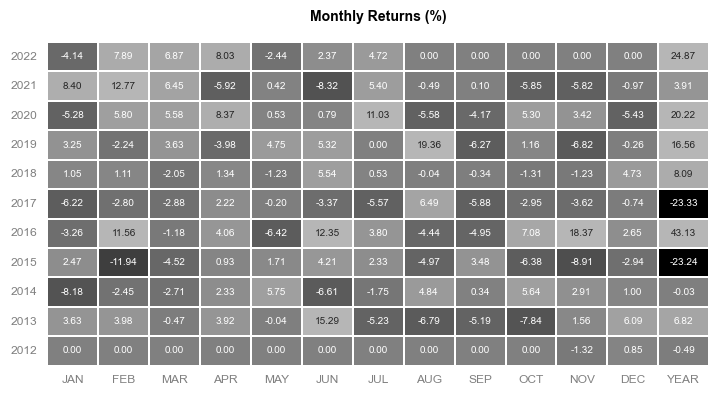 Monthly Returns (%)
2022 -4.14 7.89 6.87 8.03 -2.44 2.37 4.72 0.00 0.00 0.00 0.00 0.00 24.87
2021 8.40 12.77 6.45 -5.92 0.42 -8.32 5.40 -0.49 0.10 -5.85 -5.82 -0.97 3.91
2020 -5.28 5.80 5.58 8.37 0.53 0.79 11.03 -5.58 -4.17 5.30 3.42 -5.43 20.22
2019 3.25 -2.24 3.63 -3.98 4.75 5.32 0.00 19.36 -6.27 1.16 -6.82 -0.26 16.56
2018 1.05 1.11 -2.05 1.34 -1.23 5.54 0.53 -0.04 -0.34 -1.31 -1.23 4.73 8.09
2017 -6.22 -2.80 -2.88 2.22 -0.20 -3.37 -5.57 6.49 -5.88 -2.95 -3.62 -0.74 -23.33
2016 -3.26 11.56 -1.18 4.06 -6.42 12.35 3.80 -4.44 -4.95 7.08 18.37 2.65 43.13
2015 2.47 -11.94 -4.52 0.93 1.71 4.21 2.33 -4.97 3.48 -6.38 -8.91 -2.94 -23.24
2014 -8.18 -2.45 -2.71 2.33 5.75 -6.61 -1.75 4.84 0.34 5.64 2.91 1.00 -0.03
2013 3.63 3.98 -0.47 3.92 -0.04 15.29 -5.23 -6.79 -5.19 -7.84 1.56 6.09 6.82
2012 0.00 0.00 0.00 0.00 0.00 0.00 0.00 0.00 0.00 0.00 -1.32 0.85 -0.49
JAN FEB MAR APR MAY JUN JUL AUG SEP OCT NOV DEC YEAR